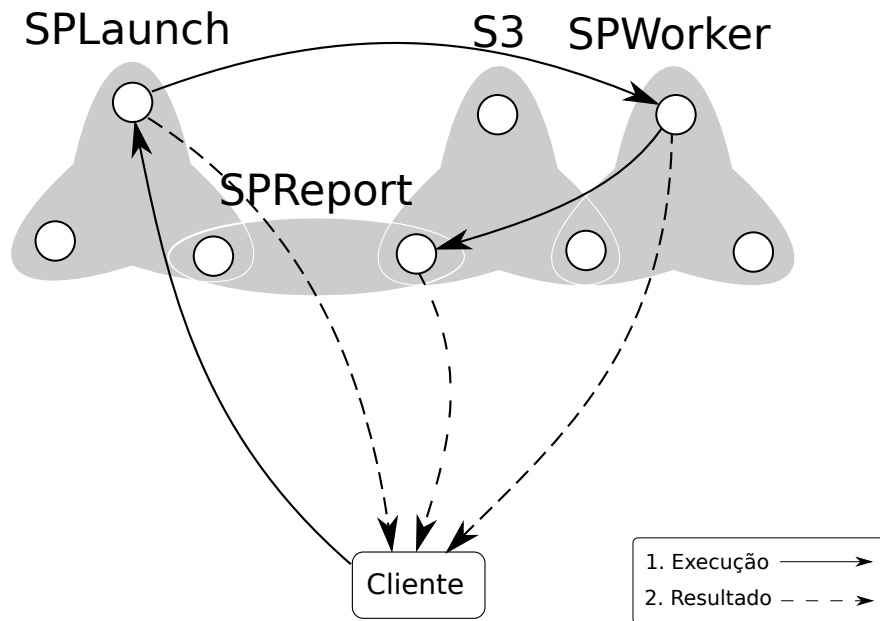 SPLaunch
S3
SPWorker
SPReport
Cliente
1. Execução
2. Resultado